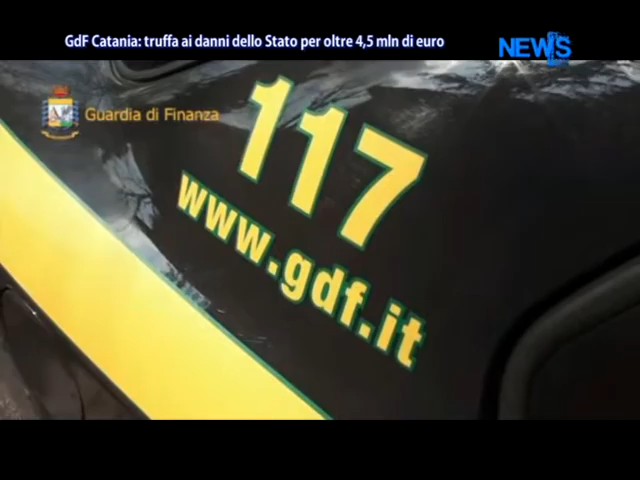 GdF Catania: truffa ai danni dello Stato per oltre 4,5 mln di euro
NEWS
Guardia di Finanza
117
www.gdf.it